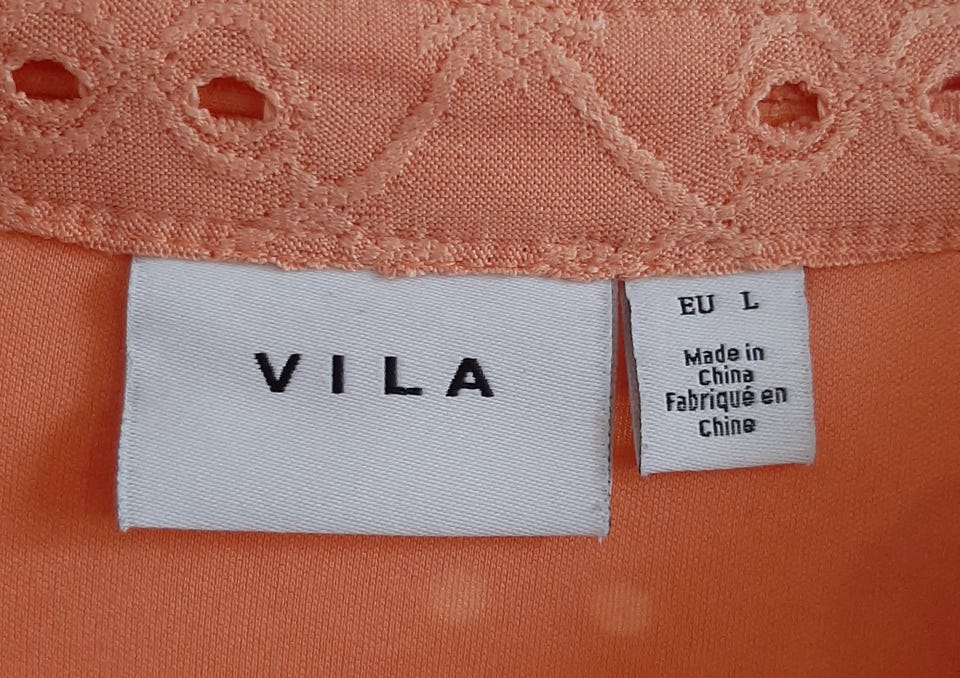 VILA
EU L
Made in
China
Fabriqué en
Chine